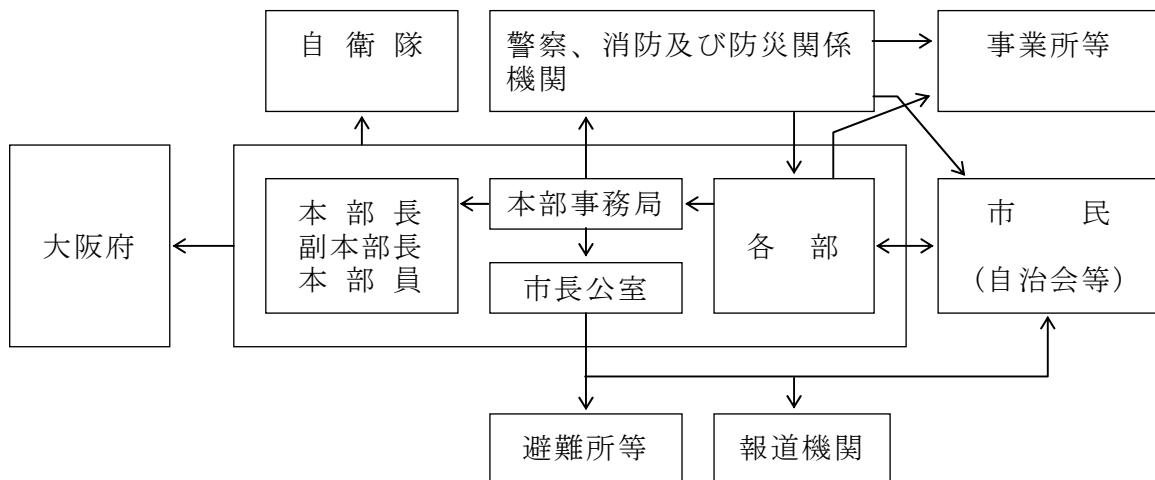 自衛隊
警察、消防及び防災関係
機関
事業所等
大阪府
本部長
副本部長
本部員
本部事務局
市長公室
各部
市民
（自治会等）
避難所等
報道機関